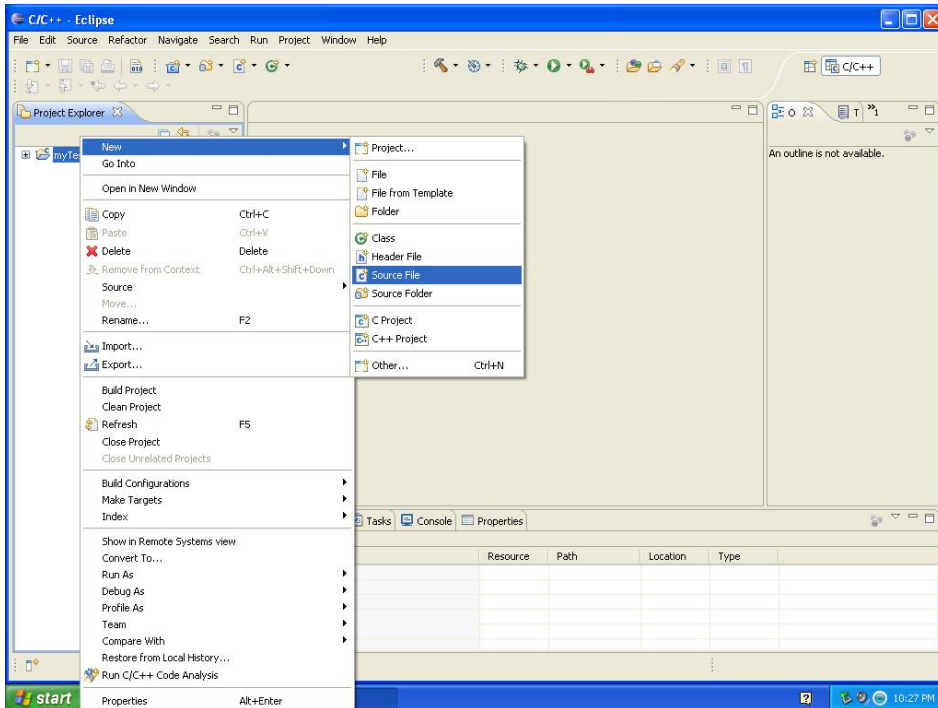 C/C++ - Eclipse
File Edit Source Refactor Navigate Search Run Project Window Help
C/C++
Project Explorer
O T 1
An outline is not available.
New
Go Into
Open in New Window
Copy Ctrl+C
Paste Ctrl+V
Delete Delete
Remove from Context Ctrl+Alt+Shift+Down
Source
Move...
Rename... F2
Import...
Export...
Build Project
Clean Project
Refresh F5
Close Project
Close Unrelated Projects
Build Configurations
Make Targets
Index
Show in Remote Systems view
Convert To...
Run As
Debug As
Profile As
Team
Compare With
Restore from Local History...
Run C/C++ Code Analysis
Properties Alt+Enter
Project...
File
File from Template
Folder
Class
Header File
Source File
Source Folder
C Project
C++ Project
Other... Ctrl+N
Tasks Console Properties
Resource Path Location Type
start
10:27 PM